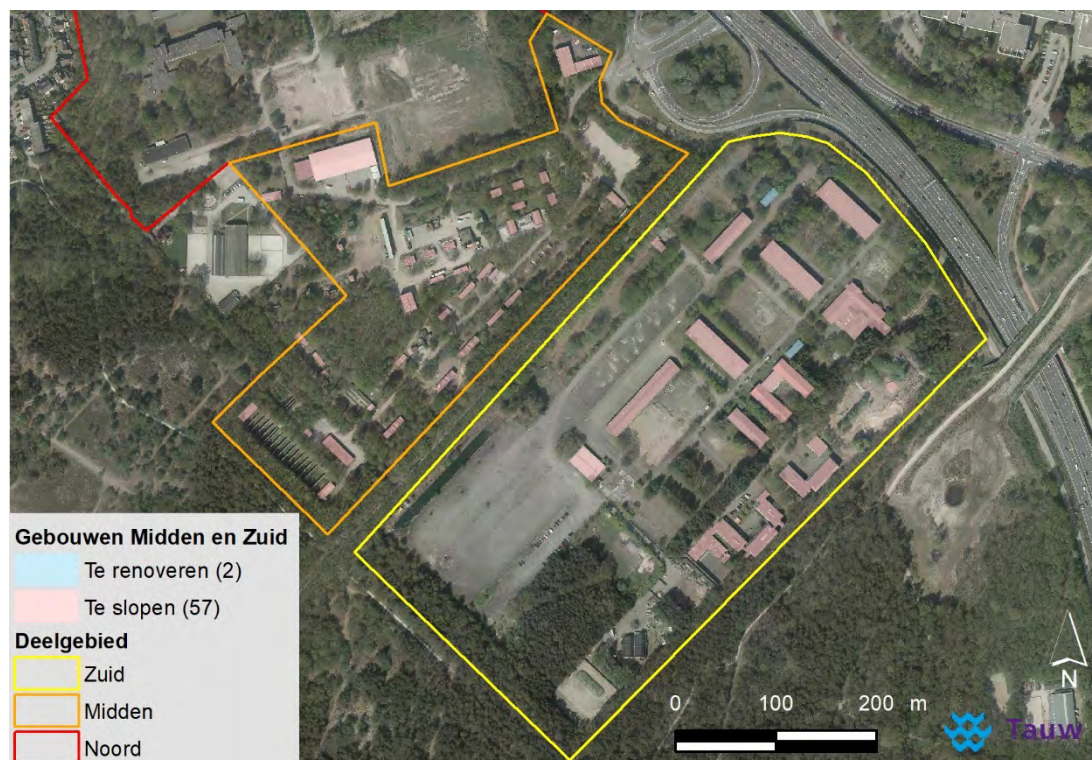 Gebouwen Midden en Zuid
Te renoveren (2)
Te slopen (57)
Deelgebied
Zuid
Midden
Noord
0 100 200 m
N
Tauw